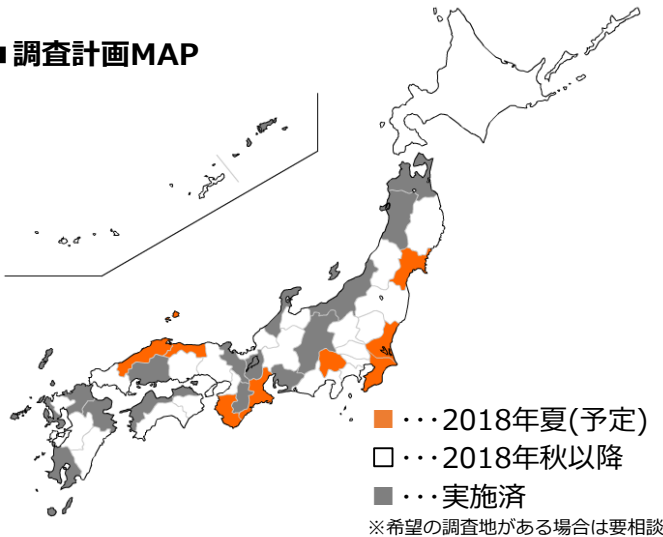 ■調査計画MAP
■・・・2018年夏(予定)
□・・・2018年秋以降
■・・・実施済
※希望の調査地がある場合は要相談